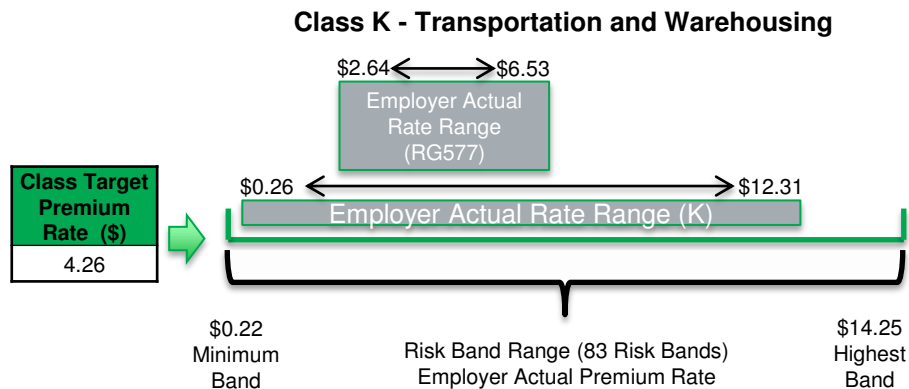 Class K - Transportation and Warehousing
$2.64 $6.53
Employer Actual
Rate Range
(RG577)
Class Target
Premium
Rate ($)
4.26
$0.26 $12.31
Employer Actual Rate Range (K)
$0.22
Minimum
Band
Risk Band Range (83 Risk Bands)
Employer Actual Premium Rate
$14.25
Highest
Band